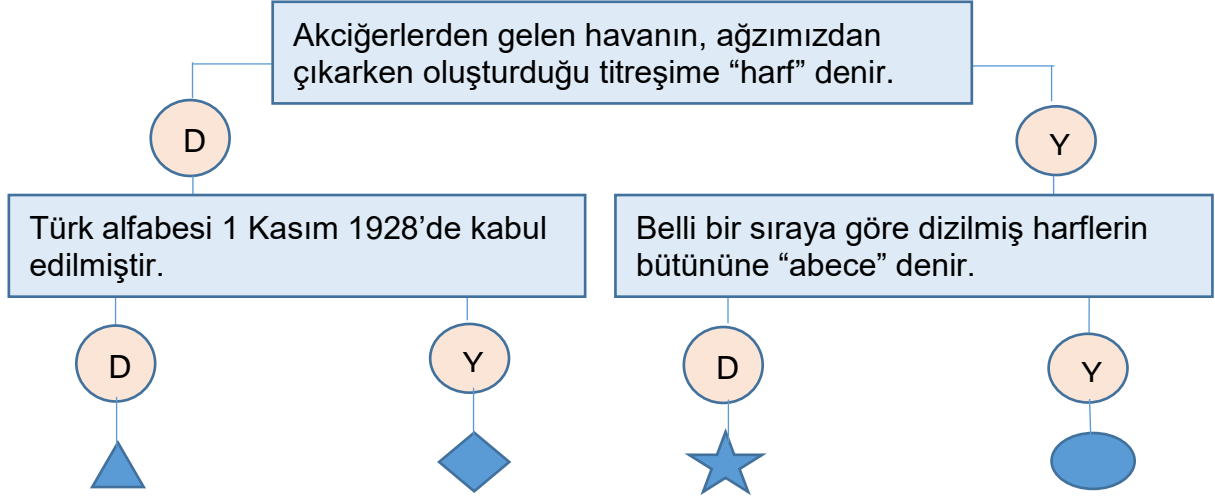 Akciğerlerden gelen havanın, ağzımızdan
çıkarken oluşturduğu titreşime “harf” denir.
D
Y
Türk alfabesi 1 Kasım 1928’de kabul
edilmiştir.
Belli bir sıraya göre dizilmiş harflerin
bütününe “abece” denir.
D
Y
D
Y